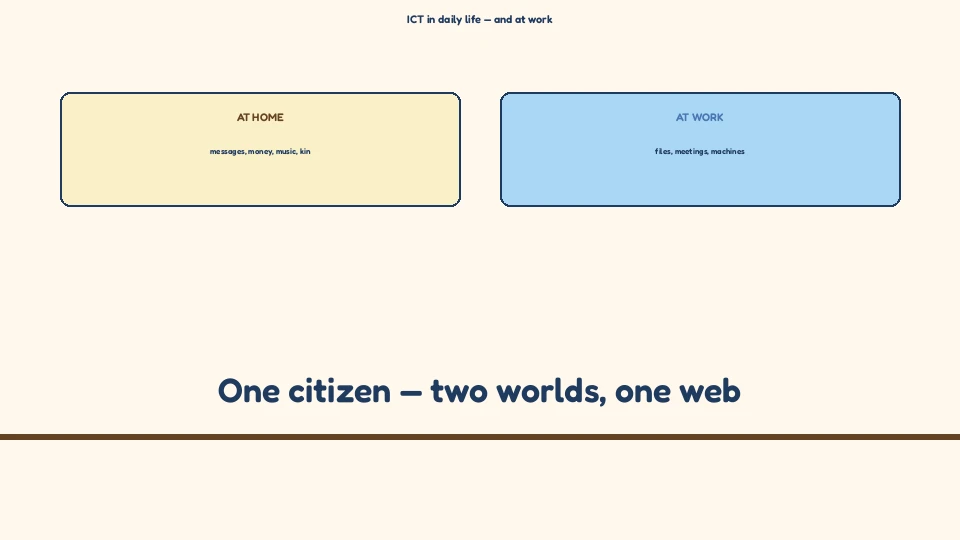 ICT in daily life — and at work
AT HOME
messages, money, music, kin
AT WORK
files, meetings, machines
One citizen — two worlds, one web